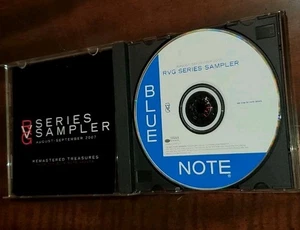 SERIES
SAMPLER
AUGUST-SEPTEMBER 2007
REMASTERED TREASURES
RVG SERIES SAMPLER
BLUE
NOTE